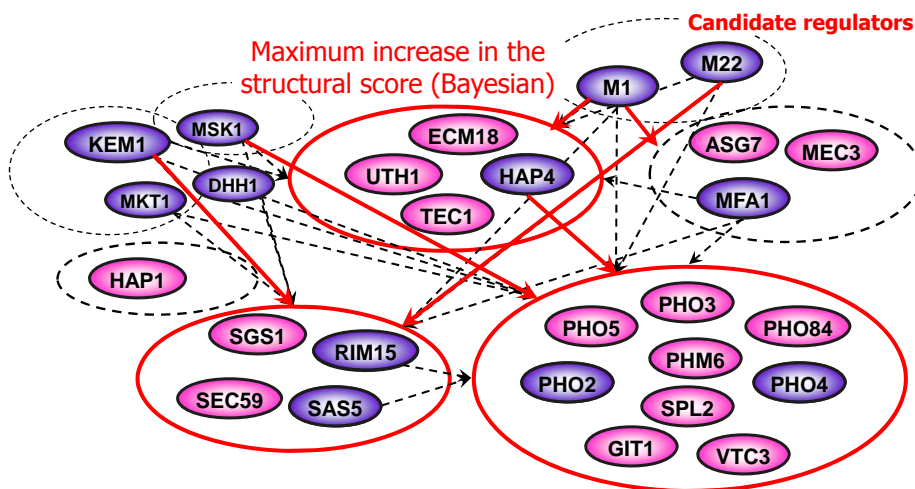 Candidate regulators
Maximum increase in the
structural score (Bayesian)
M22
M1
MSK1
KEM1
ECM18
ASG7
MEC3
UTH1
HAP4
DHH1
MKT1
MFA1
TEC1
HAP1
PHO3
SGS1
PHO5
PHO84
RIM15
PHM6
PHO2
PHO4
SEC59
SAS5
SPL2
GIT1
VTC3